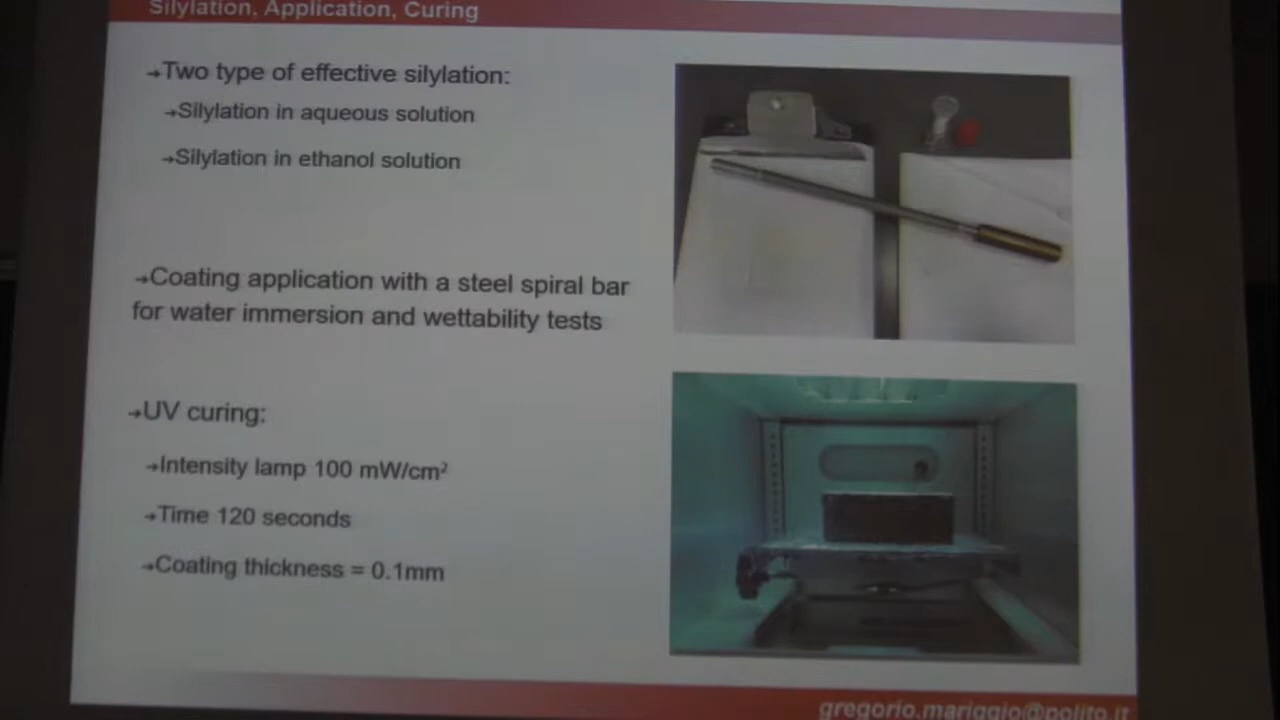 Silylation, Application, Curing
→Two type of effective silylation:
→Silylation in aqueous solution
→Silylation in ethanol solution
→Coating application with a steel spiral bar
for water immersion and wettability tests
→UV curing:
→Intensity lamp 100 mW/cm²
→Time 120 seconds
→Coating thickness = 0.1mm
gregorio.mariggio@polito.it